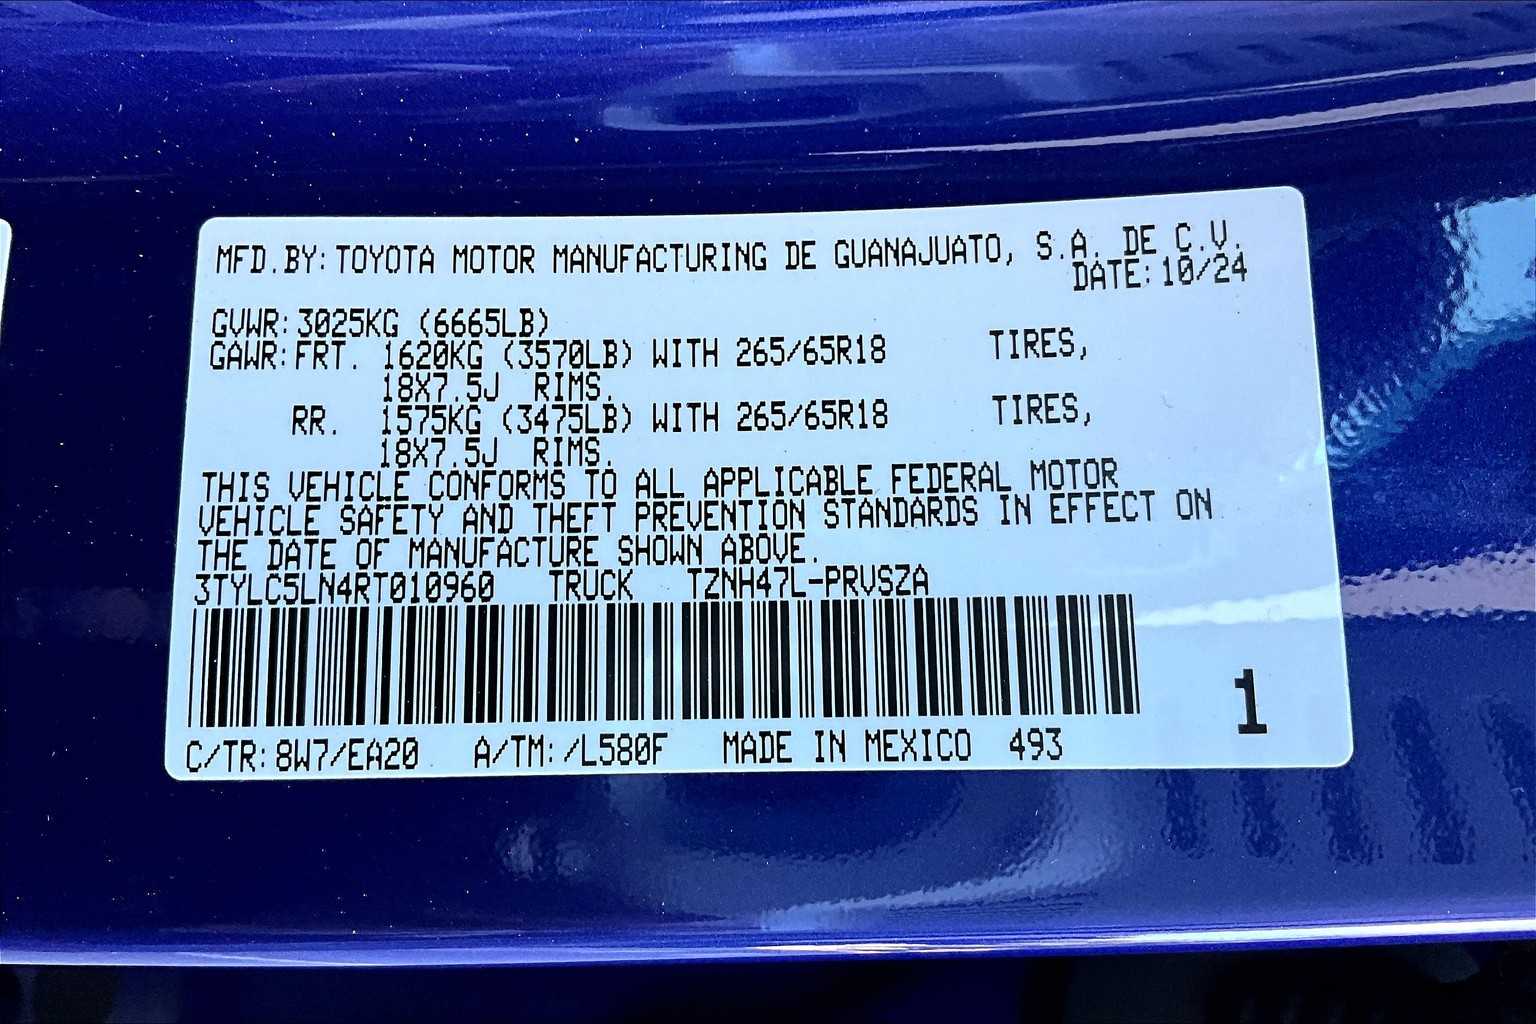 MFD.BY:TOYOTA MOTOR MANUFACTURING DE GUANAJUATO, S.A. DE C.V.
DATE:10/24
GVWR:3025KG (6665LB)
GAWR:FRT. 1620KG (3570LB) WITH 265/65R18 TIRES,
18X7.5J RIMS.
RR. 1575KG (3475LB) WITH 265/65R18 TIRES,
18X7.5J RIMS.
THIS VEHICLE CONFORMS TO ALL APPLICABLE FEDERAL MOTOR
VEHICLE SAFETY AND THEFT PREVENTION STANDARDS IN EFFECT ON
THE DATE OF MANUFACTURE SHOWN ABOVE.
3TYLC5LN4RT010960 TRUCK TZNH47L-PRVSZA
1
C/TR:8W7/EA20 A/TM:/L580F MADE IN MEXICO 493